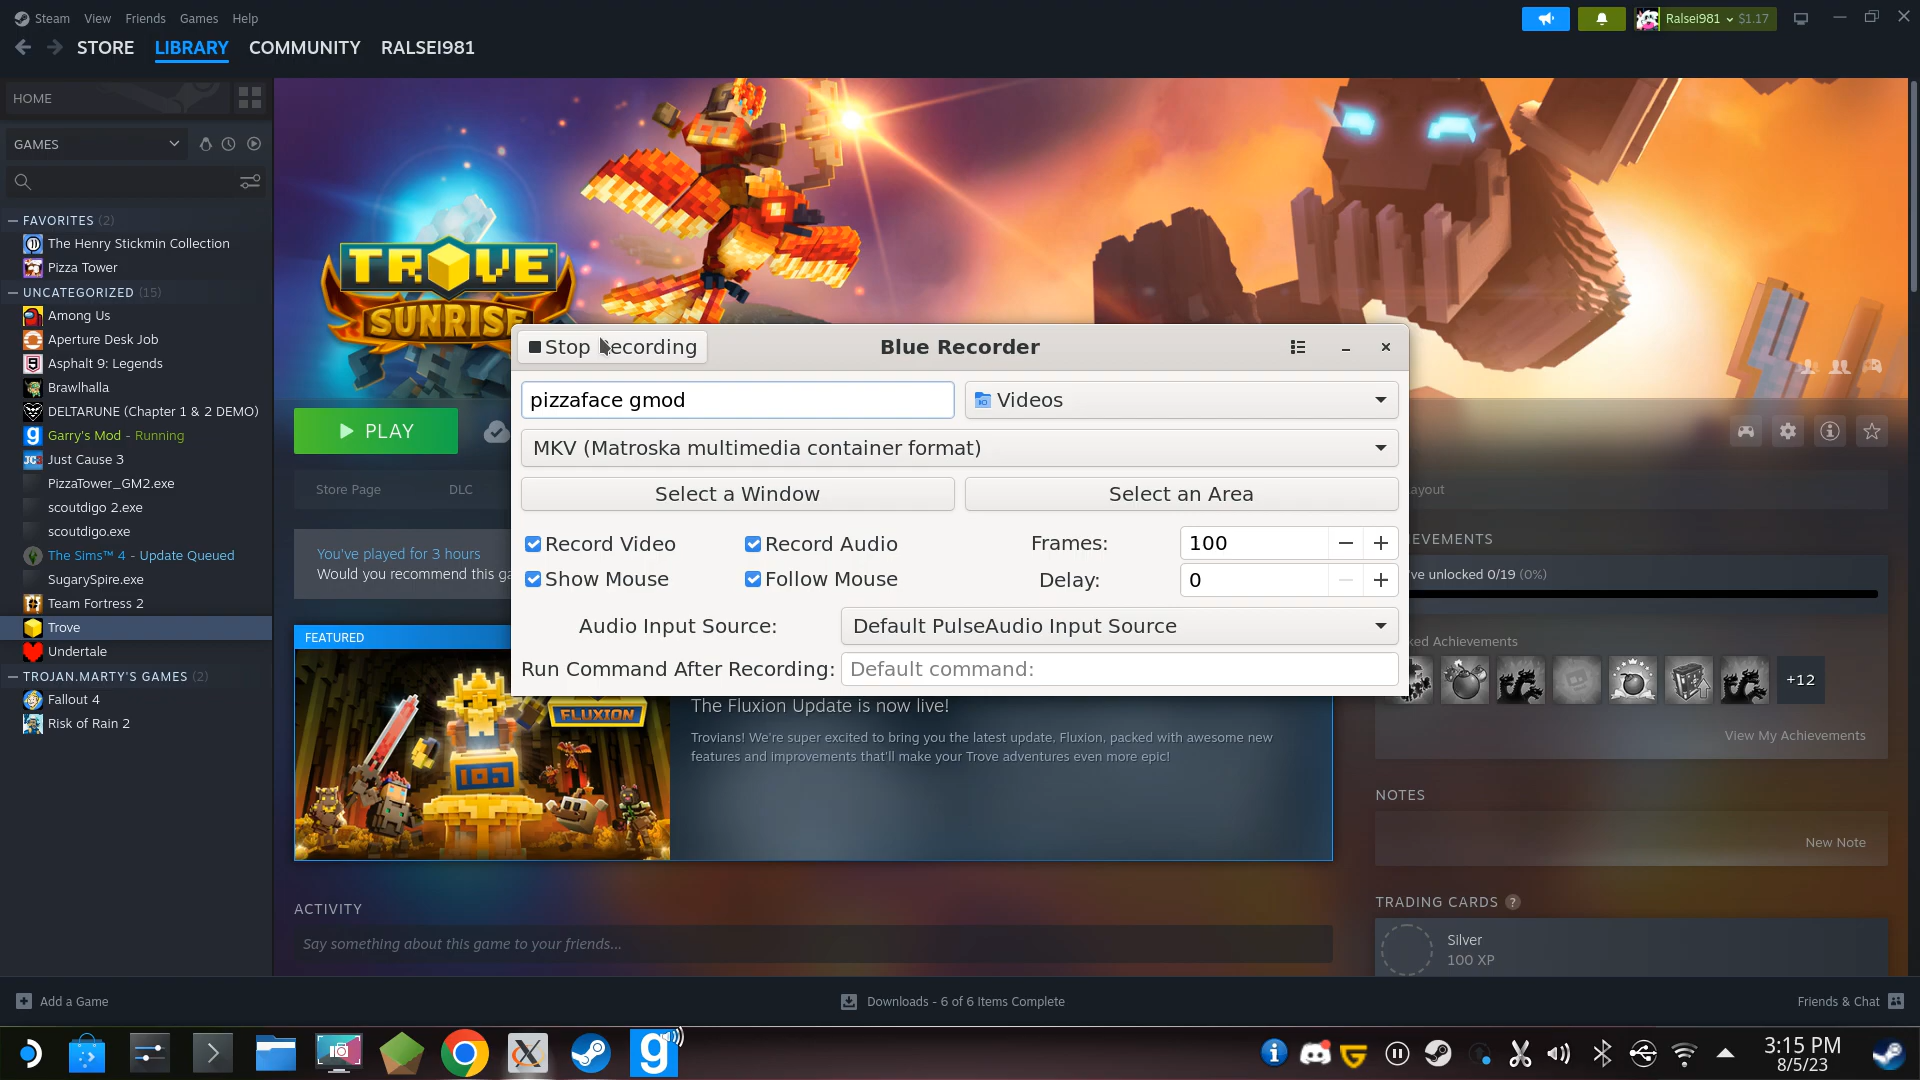 Steam View Friends Games Help
Ralsei981 $1.17
STORE LIBRARY COMMUNITY RALSEI981
HOME
GAMES
FAVORITES (2)
The Henry Stickmin Collection
Pizza Tower
UNCATEGORIZED (15)
Among Us
Aperture Desk Job
Asphalt 9: Legends
Brawlhalla
DELTARUNE (Chapter 1 & 2 DEMO)
Garry's Mod - Running
Just Cause 3
PizzaTower_GM2.exe
scoutdigo 2.exe
scoutdigo.exe
The Sims™ 4 - Update Queued
SugarySpire.exe
Team Fortress 2
Trove
Undertale
TROJAN.MARTY'S GAMES (2)
Fallout 4
Risk of Rain 2
TROVE
SUNRISE
PLAY
Store Page DLC
You've played for 3 hours
Would you recommend this ga
Stop Recording Blue Recorder
pizzaface gmod Videos
MKV (Matroska multimedia container format)
Select a Window Select an Area
Record Video Record Audio Frames: 100
Show Mouse Follow Mouse Delay: 0
Audio Input Source: Default PulseAudio Input Source
Run Command After Recording: Default command:
ayout
IEVEMENTS
've unlocked 0/19 (0%)
ked Achievements
+12
View My Achievements
FEATURED
FLUXION
The Fluxion Update is now live!
Trovians! We're super excited to bring you the latest update, Fluxion, packed with awesome new
features and improvements that'll make your Trove adventures even more epic!
NOTES
New Note
ACTIVITY
Say something about this game to your friends...
TRADING CARDS ?
Silver
100 XP
Add a Game Downloads - 6 of 6 Items Complete Friends & Chat
3:15 PM
8/5/23